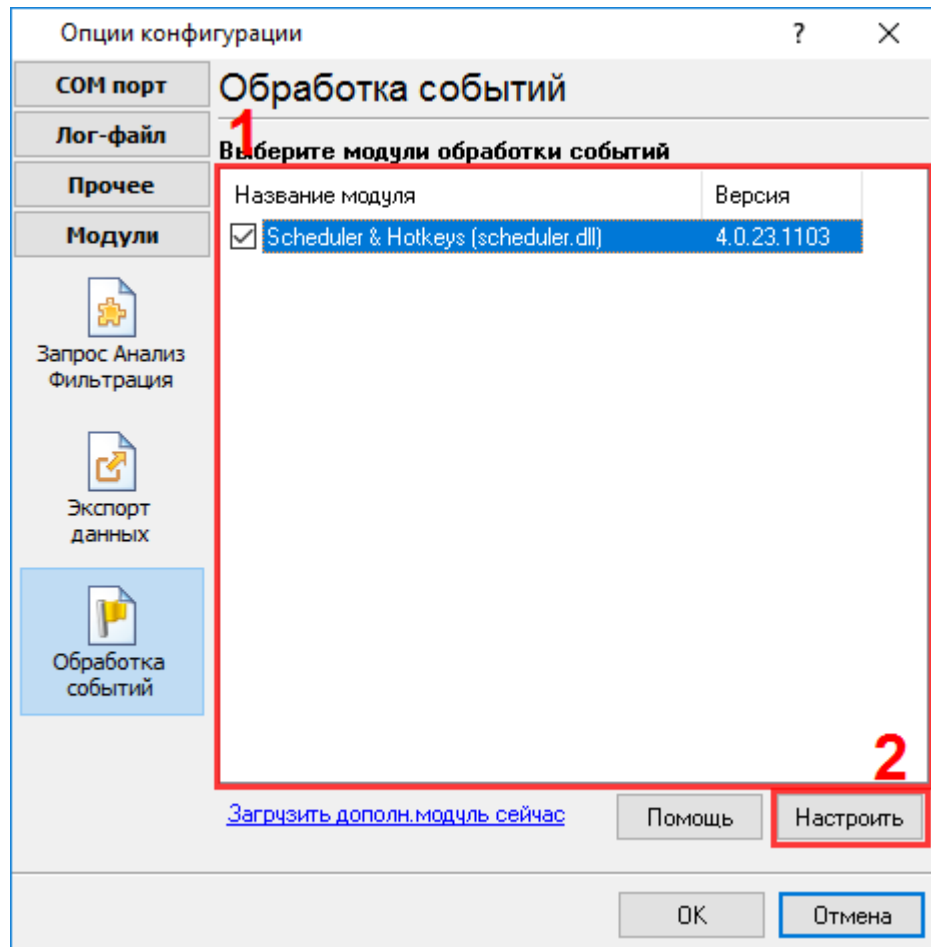 Опции конфигурации ? ×
COM порт
Лог-файл
Прочее
Модули
Запрос Анализ
Фильтрация
Экспорт
данных
Обработка
событий
Обработка событий
1
Выберите модули обработки событий
Название модуля Версия
Scheduler & Hotkeys (scheduler.dll) 4.0.23.1103
2
Загрузить дополн.модуль сейчас Помощь Настроить
OK Отмена